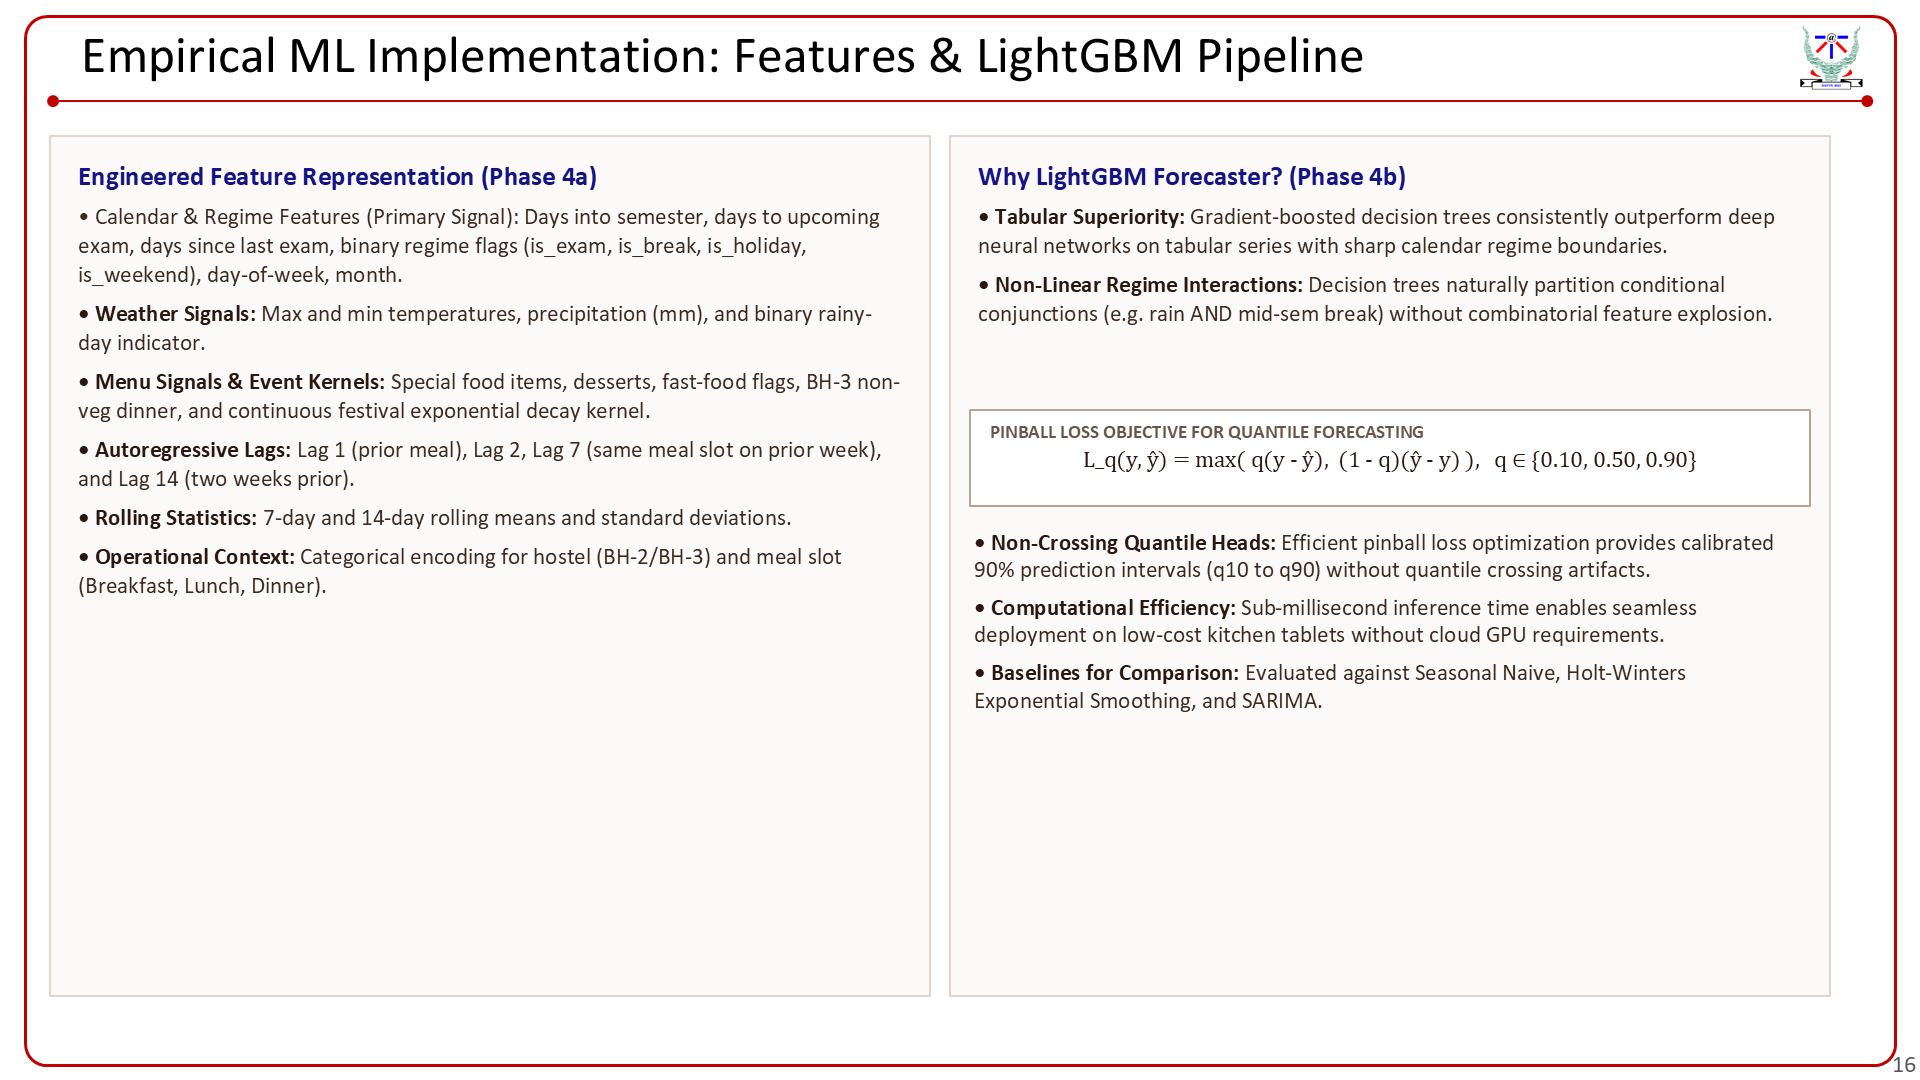 Empirical ML Implementation: Features & LightGBM Pipeline
Engineered Feature Representation (Phase 4a)
• Calendar & Regime Features (Primary Signal): Days into semester, days to upcoming
exam, days since last exam, binary regime flags (is_exam, is_break, is_holiday,
is_weekend), day-of-week, month.
• Weather Signals: Max and min temperatures, precipitation (mm), and binary rainy-
day indicator.
• Menu Signals & Event Kernels: Special food items, desserts, fast-food flags, BH-3 non-
veg dinner, and continuous festival exponential decay kernel.
• Autoregressive Lags: Lag 1 (prior meal), Lag 2, Lag 7 (same meal slot on prior week),
and Lag 14 (two weeks prior).
• Rolling Statistics: 7-day and 14-day rolling means and standard deviations.
• Operational Context: Categorical encoding for hostel (BH-2/BH-3) and meal slot
(Breakfast, Lunch, Dinner).
Why LightGBM Forecaster? (Phase 4b)
• Tabular Superiority: Gradient-boosted decision trees consistently outperform deep
neural networks on tabular series with sharp calendar regime boundaries.
• Non-Linear Regime Interactions: Decision trees naturally partition conditional
conjunctions (e.g. rain AND mid-sem break) without combinatorial feature explosion.
PINBALL LOSS OBJECTIVE FOR QUANTILE FORECASTING
L_q(y, ŷ) = max( q(y - ŷ), (1 - q)(ŷ - y) ), q ∈ {0.10, 0.50, 0.90}
• Non-Crossing Quantile Heads: Efficient pinball loss optimization provides calibrated
90% prediction intervals (q10 to q90) without quantile crossing artifacts.
• Computational Efficiency: Sub-millisecond inference time enables seamless
deployment on low-cost kitchen tablets without cloud GPU requirements.
• Baselines for Comparison: Evaluated against Seasonal Naive, Holt-Winters
Exponential Smoothing, and SARIMA.
16